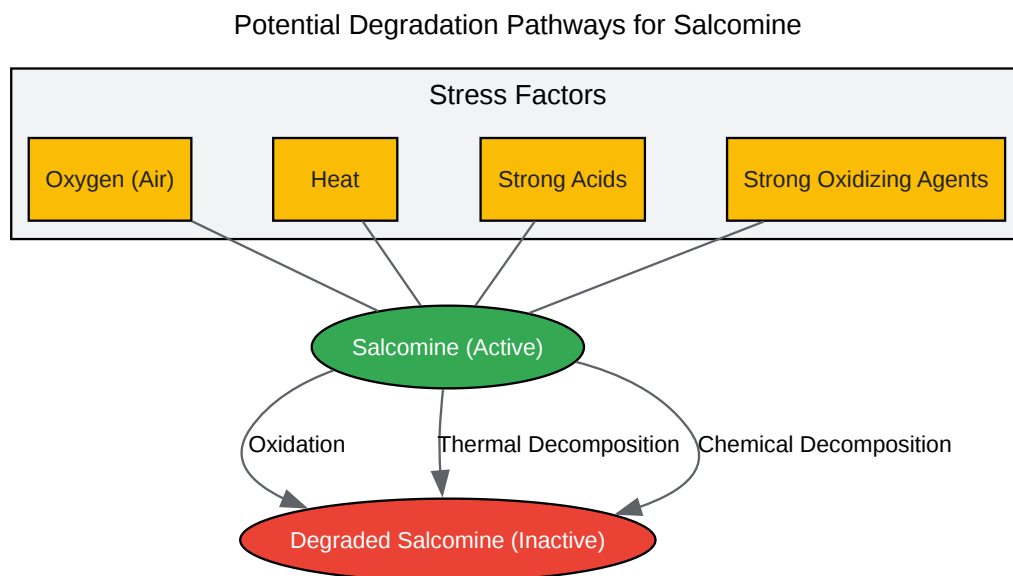 Potential Degradation Pathways for Salcomine
Stress Factors
Oxygen (Air)
Heat
Strong Acids
Strong Oxidizing Agents
Salcomine (Active)
Oxidation
Thermal Decomposition
Chemical Decomposition
Degraded Salcomine (Inactive)